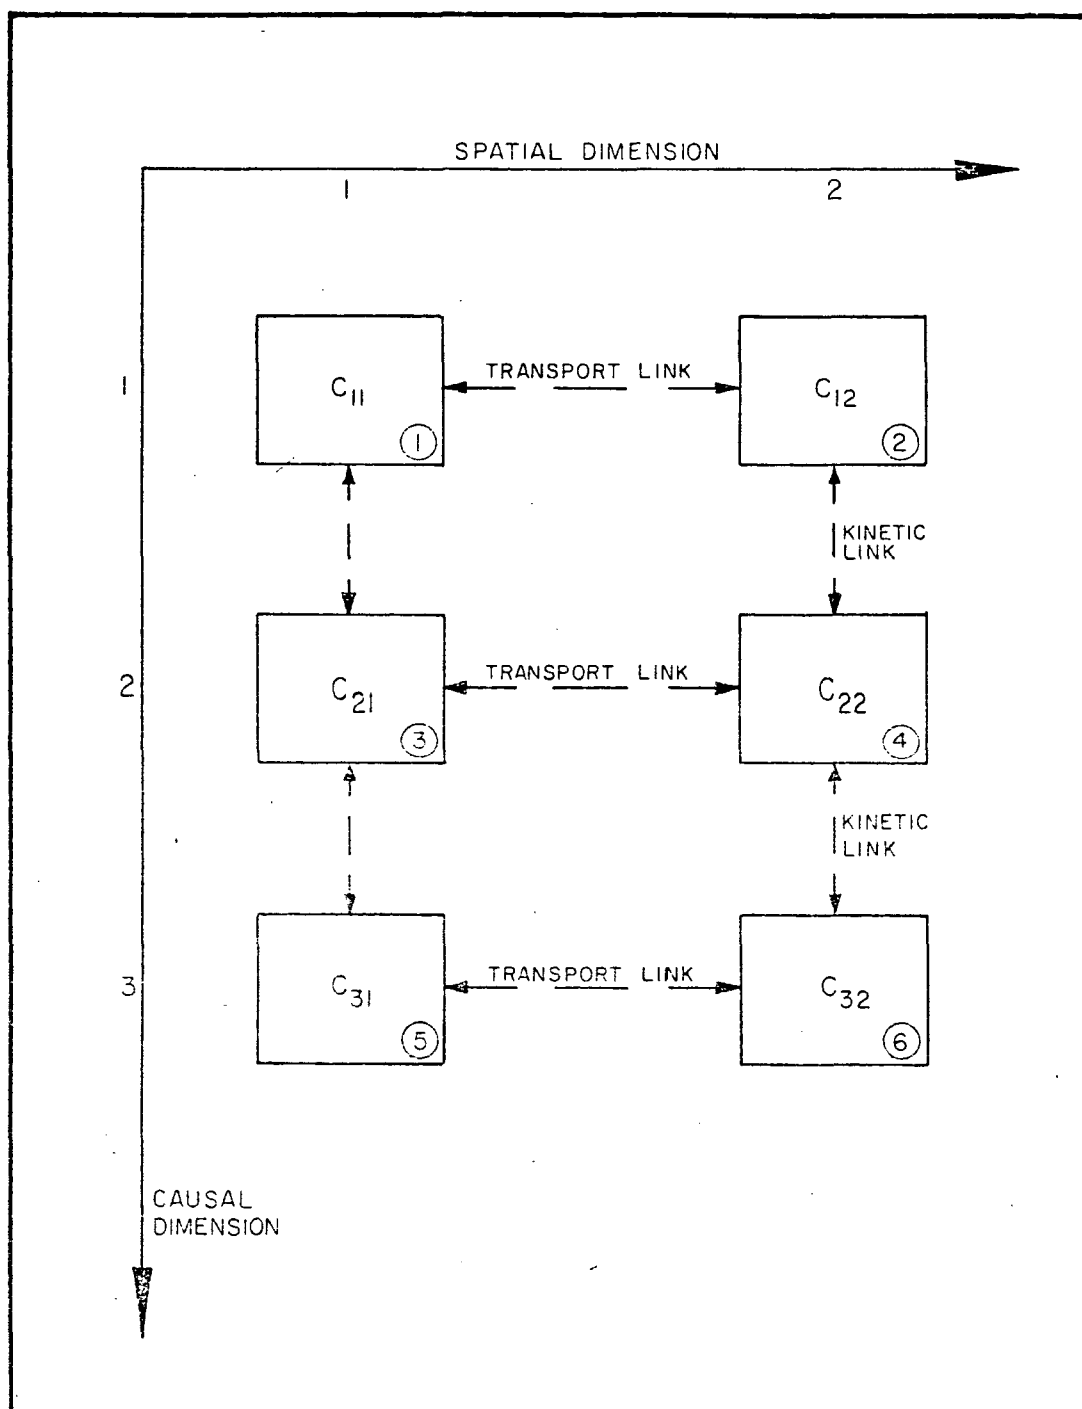 SPATIAL DIMENSION
1 2
1
C11
1
TRANSPORT LINK
C12
2
KINETIC
LINK
2
C21
3
TRANSPORT LINK
C22
4
KINETIC
LINK
3
C31
5
TRANSPORT LINK
C32
6
CAUSAL
DIMENSION